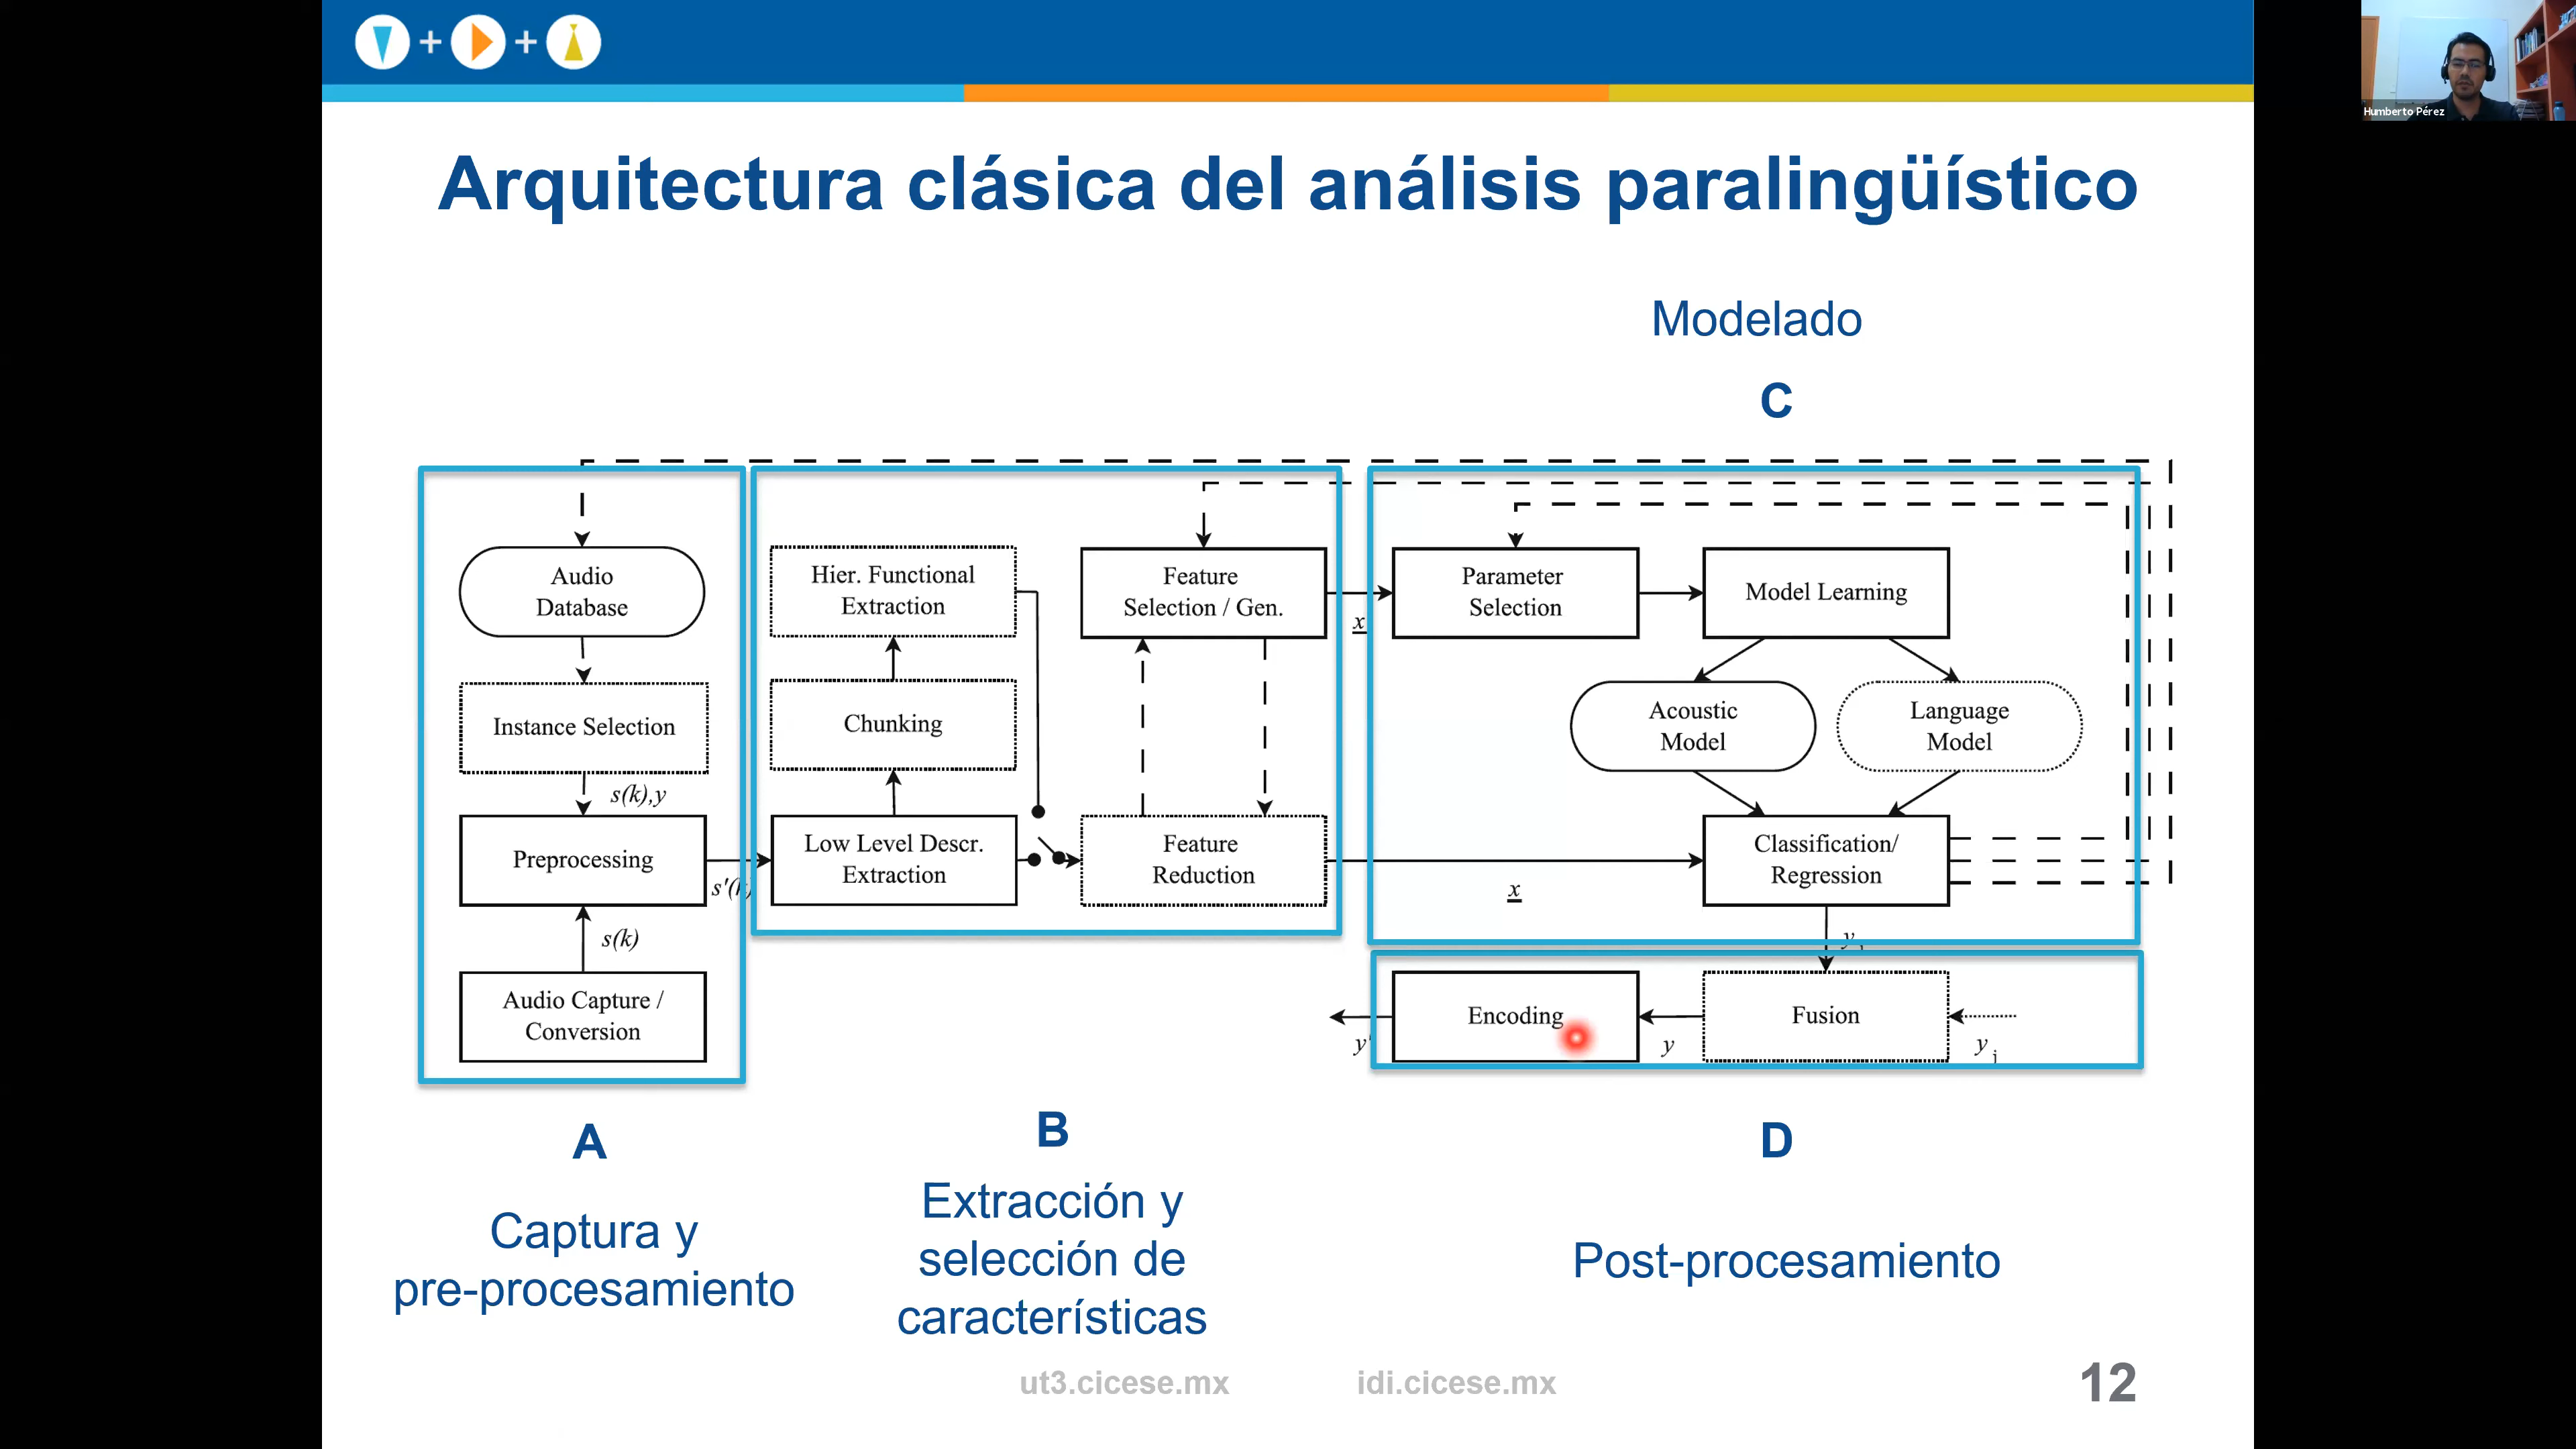 Humberto Pérez
Arquitectura clásica del análisis paralingüístico
Modelado
C
Audio
Database
Instance Selection
s(k),y
Preprocessing
s'(k)
s(k)
Audio Capture /
Conversion
Hier. Functional
Extraction
Chunking
Low Level Descr.
Extraction
Feature
Selection / Gen.
Feature
Reduction
x
x
Parameter
Selection
Model Learning
Acoustic
Model
Language
Model
Classification/
Regression
y
Encoding
Fusion
y'
y
y j
A
Captura y
pre-procesamiento
B
Extracción y
selección de
características
D
Post-procesamiento
ut3.cicese.mx
idi.cicese.mx
12